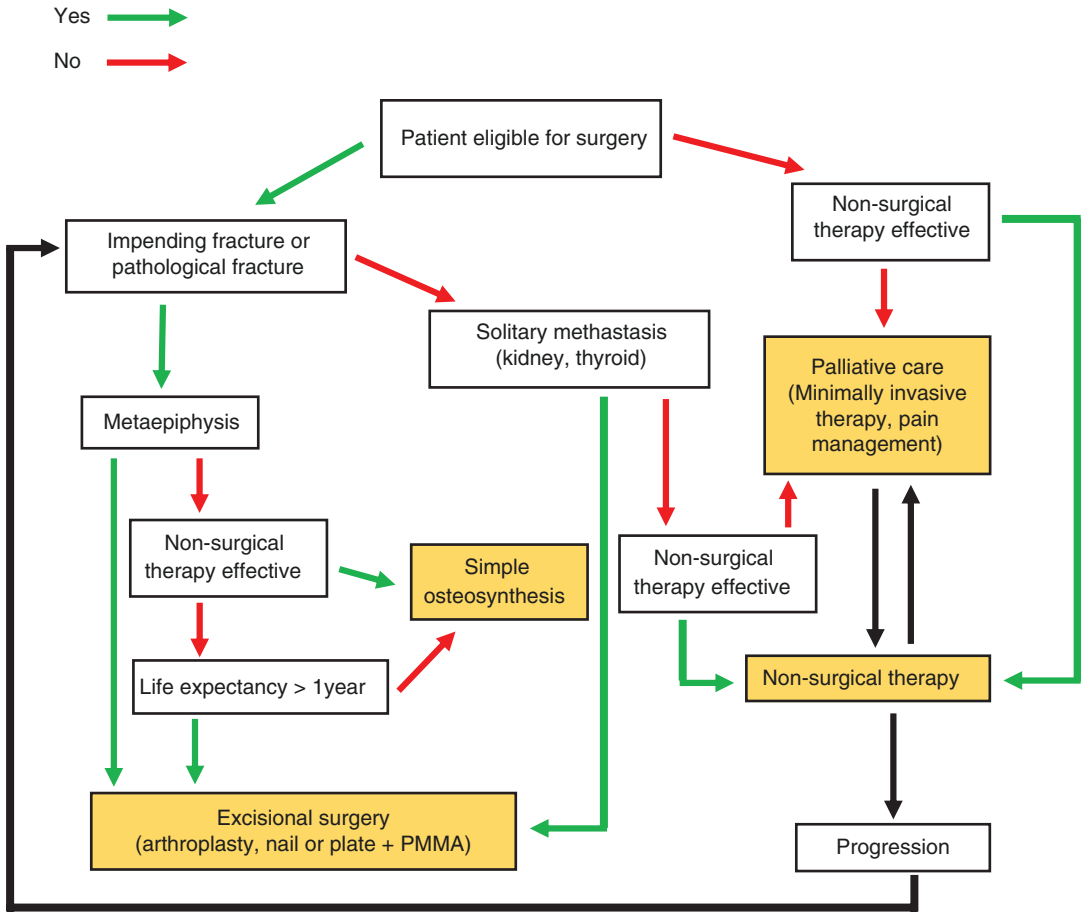 Yes
No
Patient eligible for surgery
Non-surgical
therapy effective
Impending fracture or
pathological fracture
Solitary methastasis
(kidney, thyroid)
Palliative care
(Minimally invasive
therapy, pain
management)
Metaepiphysis
Non-surgical
therapy effective
Simple
osteosynthesis
Non-surgical
therapy effective
Life expectancy > 1year
Non-surgical therapy
Excisional surgery
(arthroplasty, nail or plate + PMMA)
Progression